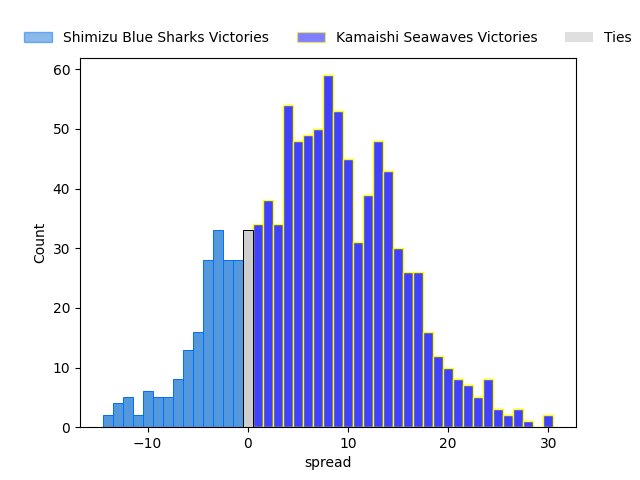 Shimizu Blue Sharks Victories Kamaishi Seawaves Victories Ties
60
50
40
30
20
10
0
Count
−10 0 10 20 30
spread